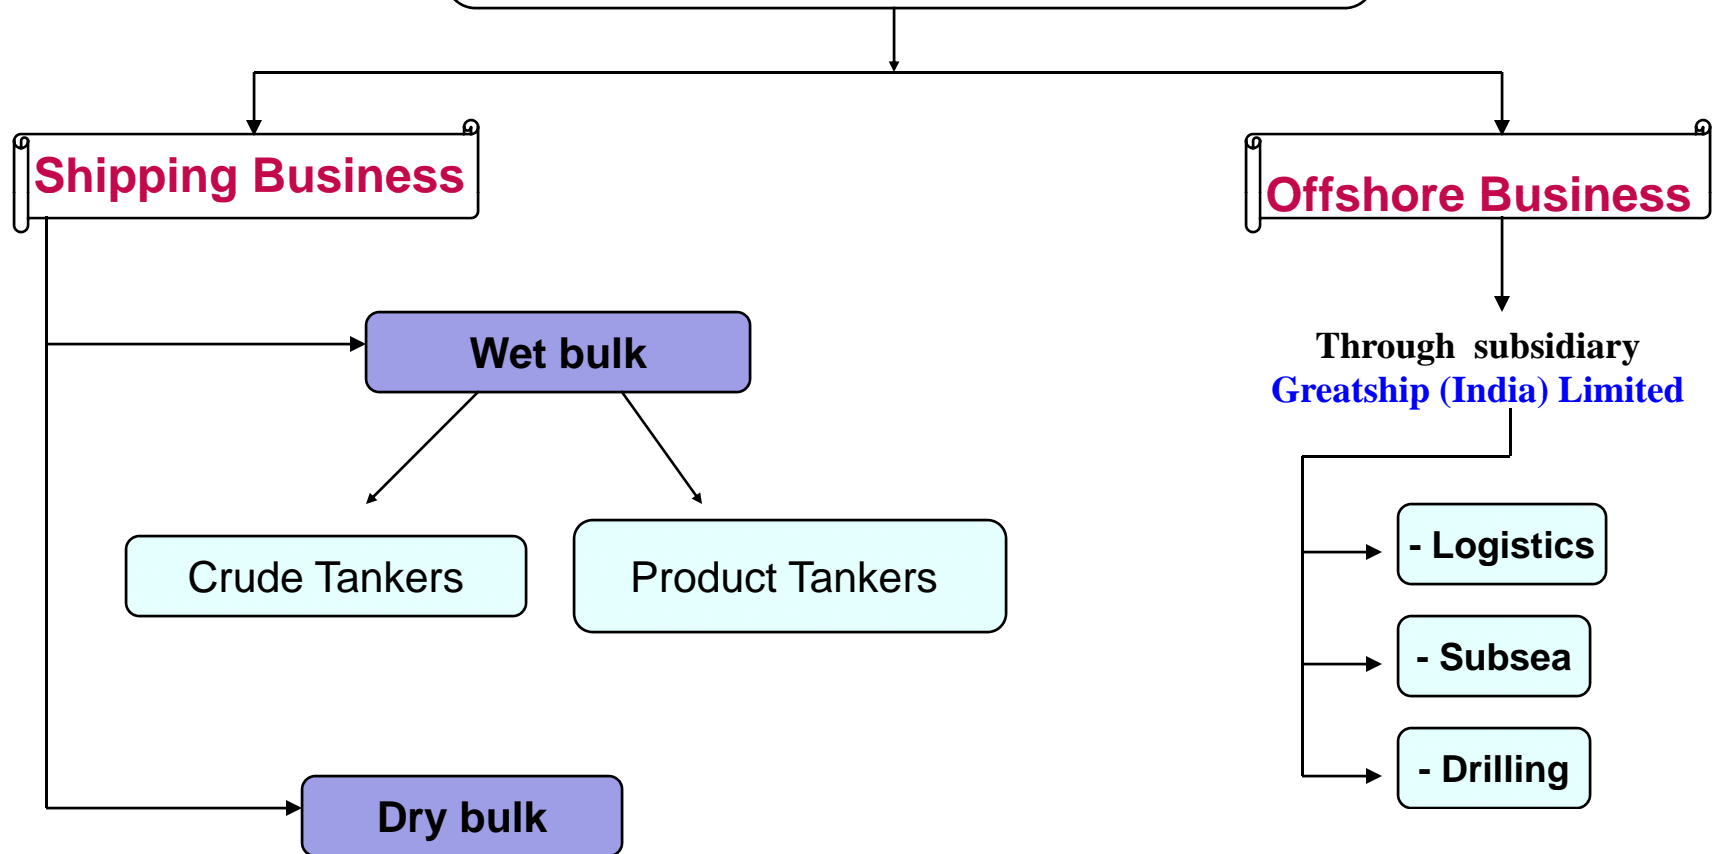 Shipping Business
Offshore Business
Wet bulk
Through subsidiary
Greatship (India) Limited
Crude Tankers
Product Tankers
- Logistics
- Subsea
- Drilling
Dry bulk